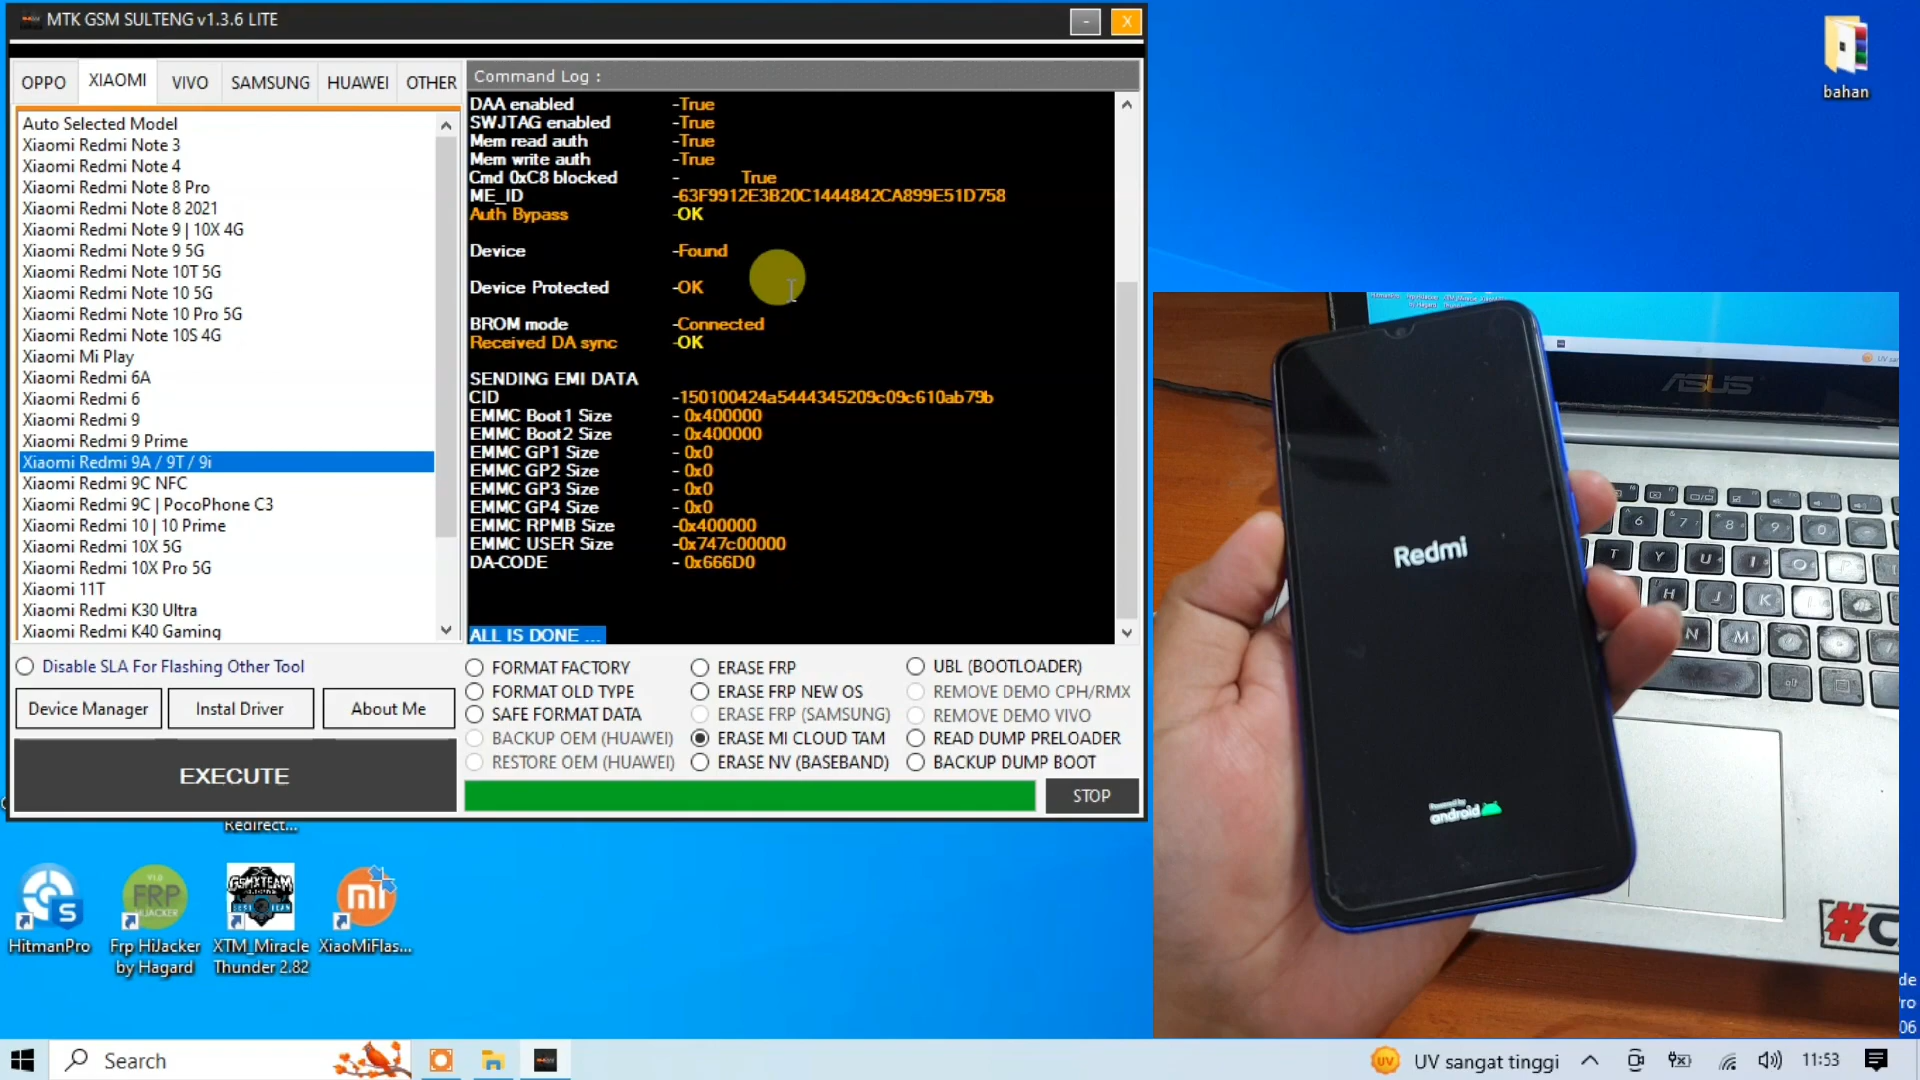 MTK GSM SULTENG v1.3.6 LITE
-
X
bahan
OPPO
XIAOMI
VIVO
SAMSUNG
HUAWEI
OTHER
Auto Selected Model
Xiaomi Redmi Note 3
Xiaomi Redmi Note 4
Xiaomi Redmi Note 8 Pro
Xiaomi Redmi Note 8 2021
Xiaomi Redmi Note 9 | 10X 4G
Xiaomi Redmi Note 9 5G
Xiaomi Redmi Note 10T 5G
Xiaomi Redmi Note 10 5G
Xiaomi Redmi Note 10 Pro 5G
Xiaomi Redmi Note 10S 4G
Xiaomi Mi Play
Xiaomi Redmi 6A
Xiaomi Redmi 6
Xiaomi Redmi 9
Xiaomi Redmi 9 Prime
Xiaomi Redmi 9A / 9T / 9i
Xiaomi Redmi 9C NFC
Xiaomi Redmi 9C | PocoPhone C3
Xiaomi Redmi 10 | 10 Prime
Xiaomi Redmi 10X 5G
Xiaomi Redmi 10X Pro 5G
Xiaomi 11T
Xiaomi Redmi K30 Ultra
Xiaomi Redmi K40 Gaming
Command Log :
DAA enabled -True
SWJTAG enabled -True
Mem read auth -True
Mem write auth -True
Cmd 0xC8 blocked - True
ME_ID -63F9912E3B20C1444842CA899E51D758
Auth Bypass -OK
Device -Found
Device Protected -OK
BROM mode -Connected
Received DA sync -OK
SENDING EMI DATA
CID -150100424a5444345209c09c610ab79b
EMMC Boot1 Size - 0x400000
EMMC Boot2 Size - 0x400000
EMMC GP1 Size - 0x0
EMMC GP2 Size - 0x0
EMMC GP3 Size - 0x0
EMMC GP4 Size - 0x0
EMMC RPMB Size -0x400000
EMMC USER Size -0x747c00000
DA-CODE - 0x666D0
ALL IS DONE ...
Disable SLA For Flashing Other Tool
Device Manager
Instal Driver
About Me
EXECUTE
FORMAT FACTORY
FORMAT OLD TYPE
SAFE FORMAT DATA
BACKUP OEM (HUAWEI)
RESTORE OEM (HUAWEI)
ERASE FRP
ERASE FRP NEW OS
ERASE FRP (SAMSUNG)
ERASE MI CLOUD TAM
ERASE NV (BASEBAND)
UBL (BOOTLOADER)
REMOVE DEMO CPH/RMX
REMOVE DEMO VIVO
READ DUMP PRELOADER
BACKUP DUMP BOOT
STOP
Redirect...
HitmanPro
Frp HiJacker
by Hagard
XTM_Miracle
Thunder 2.82
XiaoMiFlas...
ASUS
Redmi
Powered by
android
#C
de
ro
06
Search
UV
UV sangat tinggi
11:53